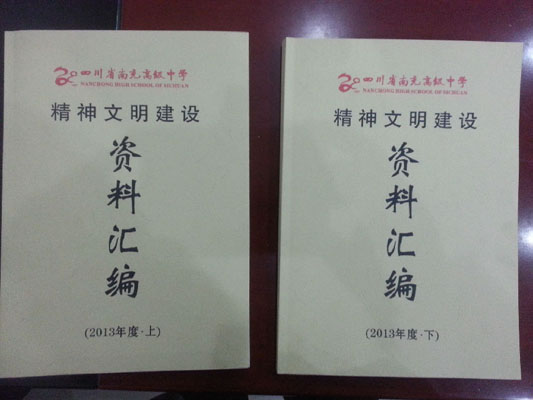 四川省南充高级中学
NANCHONG HIGH SCHOOL OF SICHUAN
精神文明建设
资料汇编
(2013年度·上)
四川省南充高级中学
NANCHONG HIGH SCHOOL OF SICHUAN
精神文明建设
资料汇编
(2013年度·下)